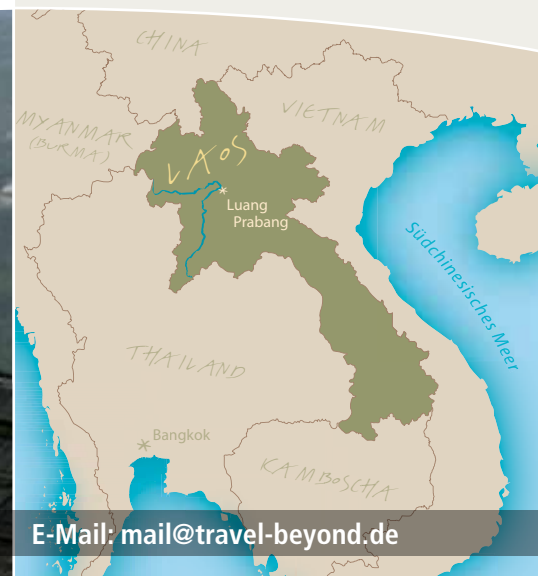 CHINA
VIETNAM
MYANMAR
(BURMA)
LAOS
Luang
Prabang
Südchinesisches Meer
THAILAND
Bangkok
KAMBOSCHA
E-Mail: mail@travel-beyond.de